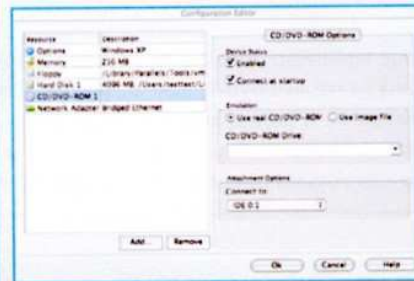 Configuration Editor
Resource Description
Options Windows XP
Memory 256 MB
Floppy /Library/Parallels/Tools/vmt
Hard Disk 1 4096 MB, /Users/testtest/Li
CD/DVD-ROM 1
Network Adapter Bridged Ethernet
Add... Remove
CD/DVD-ROM Options
Device Status
Enabled
Connect at startup
Emulation
Use real CD/DVD-ROM Use image file
CD/DVD-ROM Drive:
Attachment Options
Connect to:
IDE 0:1
Ok Cancel Help